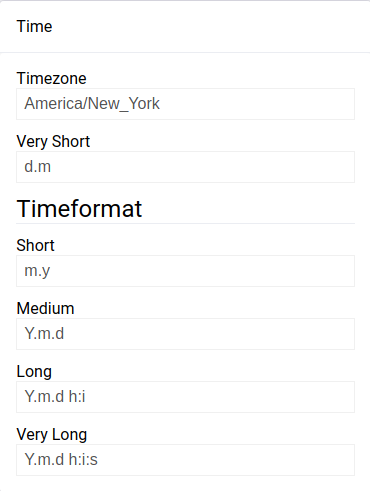 Time
Timezone
America/New_York
Very Short
d.m
Timeformat
Short
m.y
Medium
Y.m.d
Long
Y.m.d h:i
Very Long
Y.m.d h:i:s